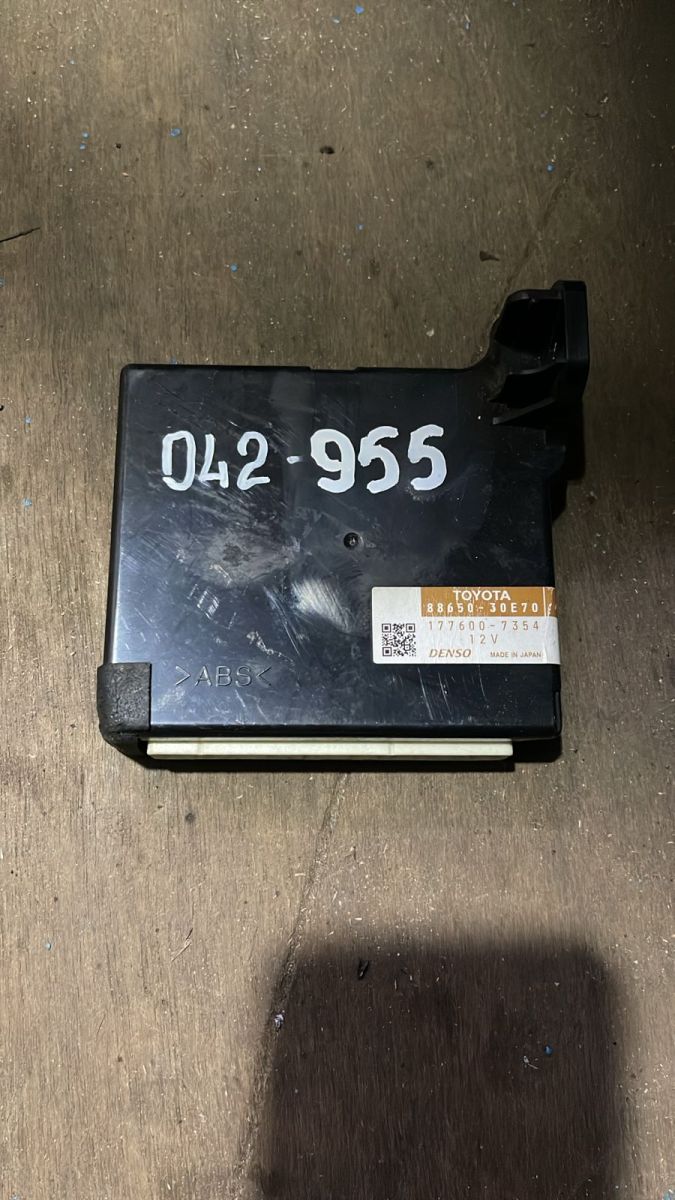 042-955
TOYOTA
88650-30E70
177600-7354
12V
DENSO MADE IN JAPAN
>ABS<